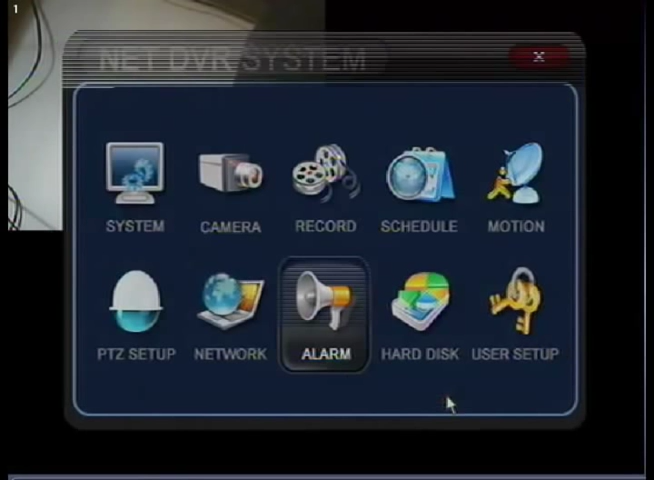 1
NET DVR SYSTEM
X
SYSTEM CAMERA RECORD SCHEDULE MOTION
PTZ SETUP NETWORK ALARM HARD DISK USER SETUP